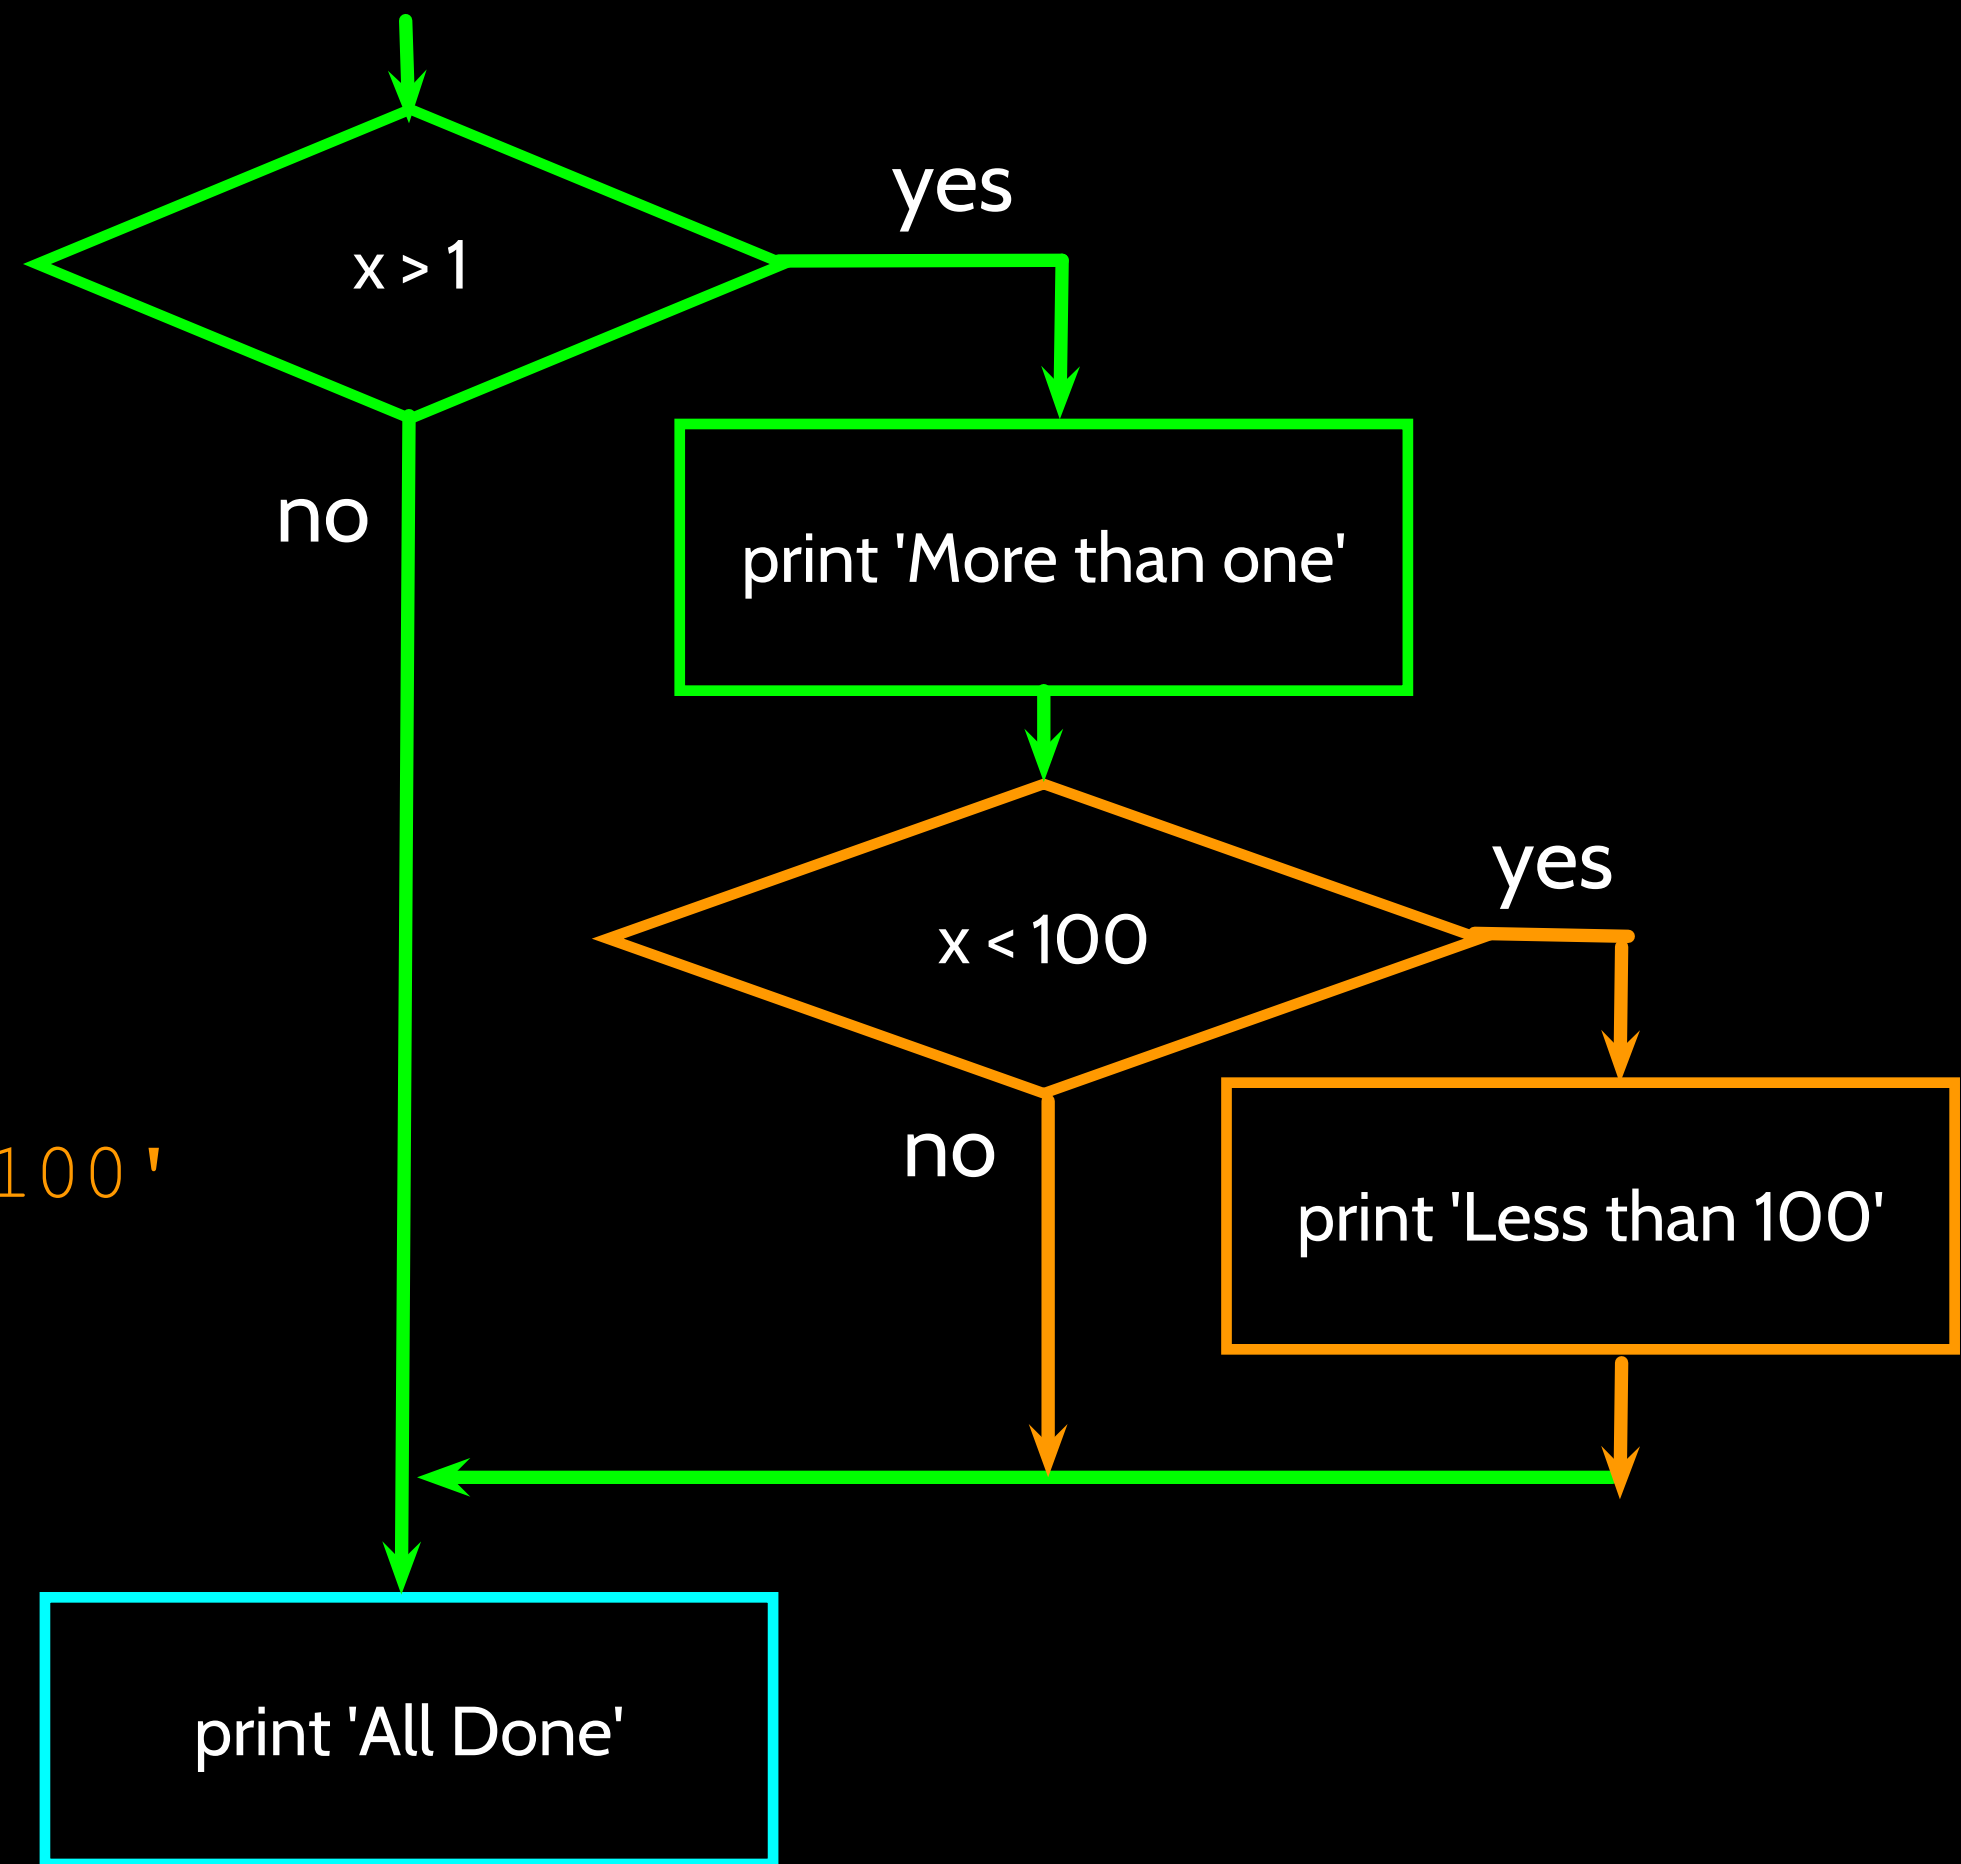 yes
x > 1
no
print 'More than one'
yes
x < 100
no
100'
print 'Less than 100'
print 'All Done'